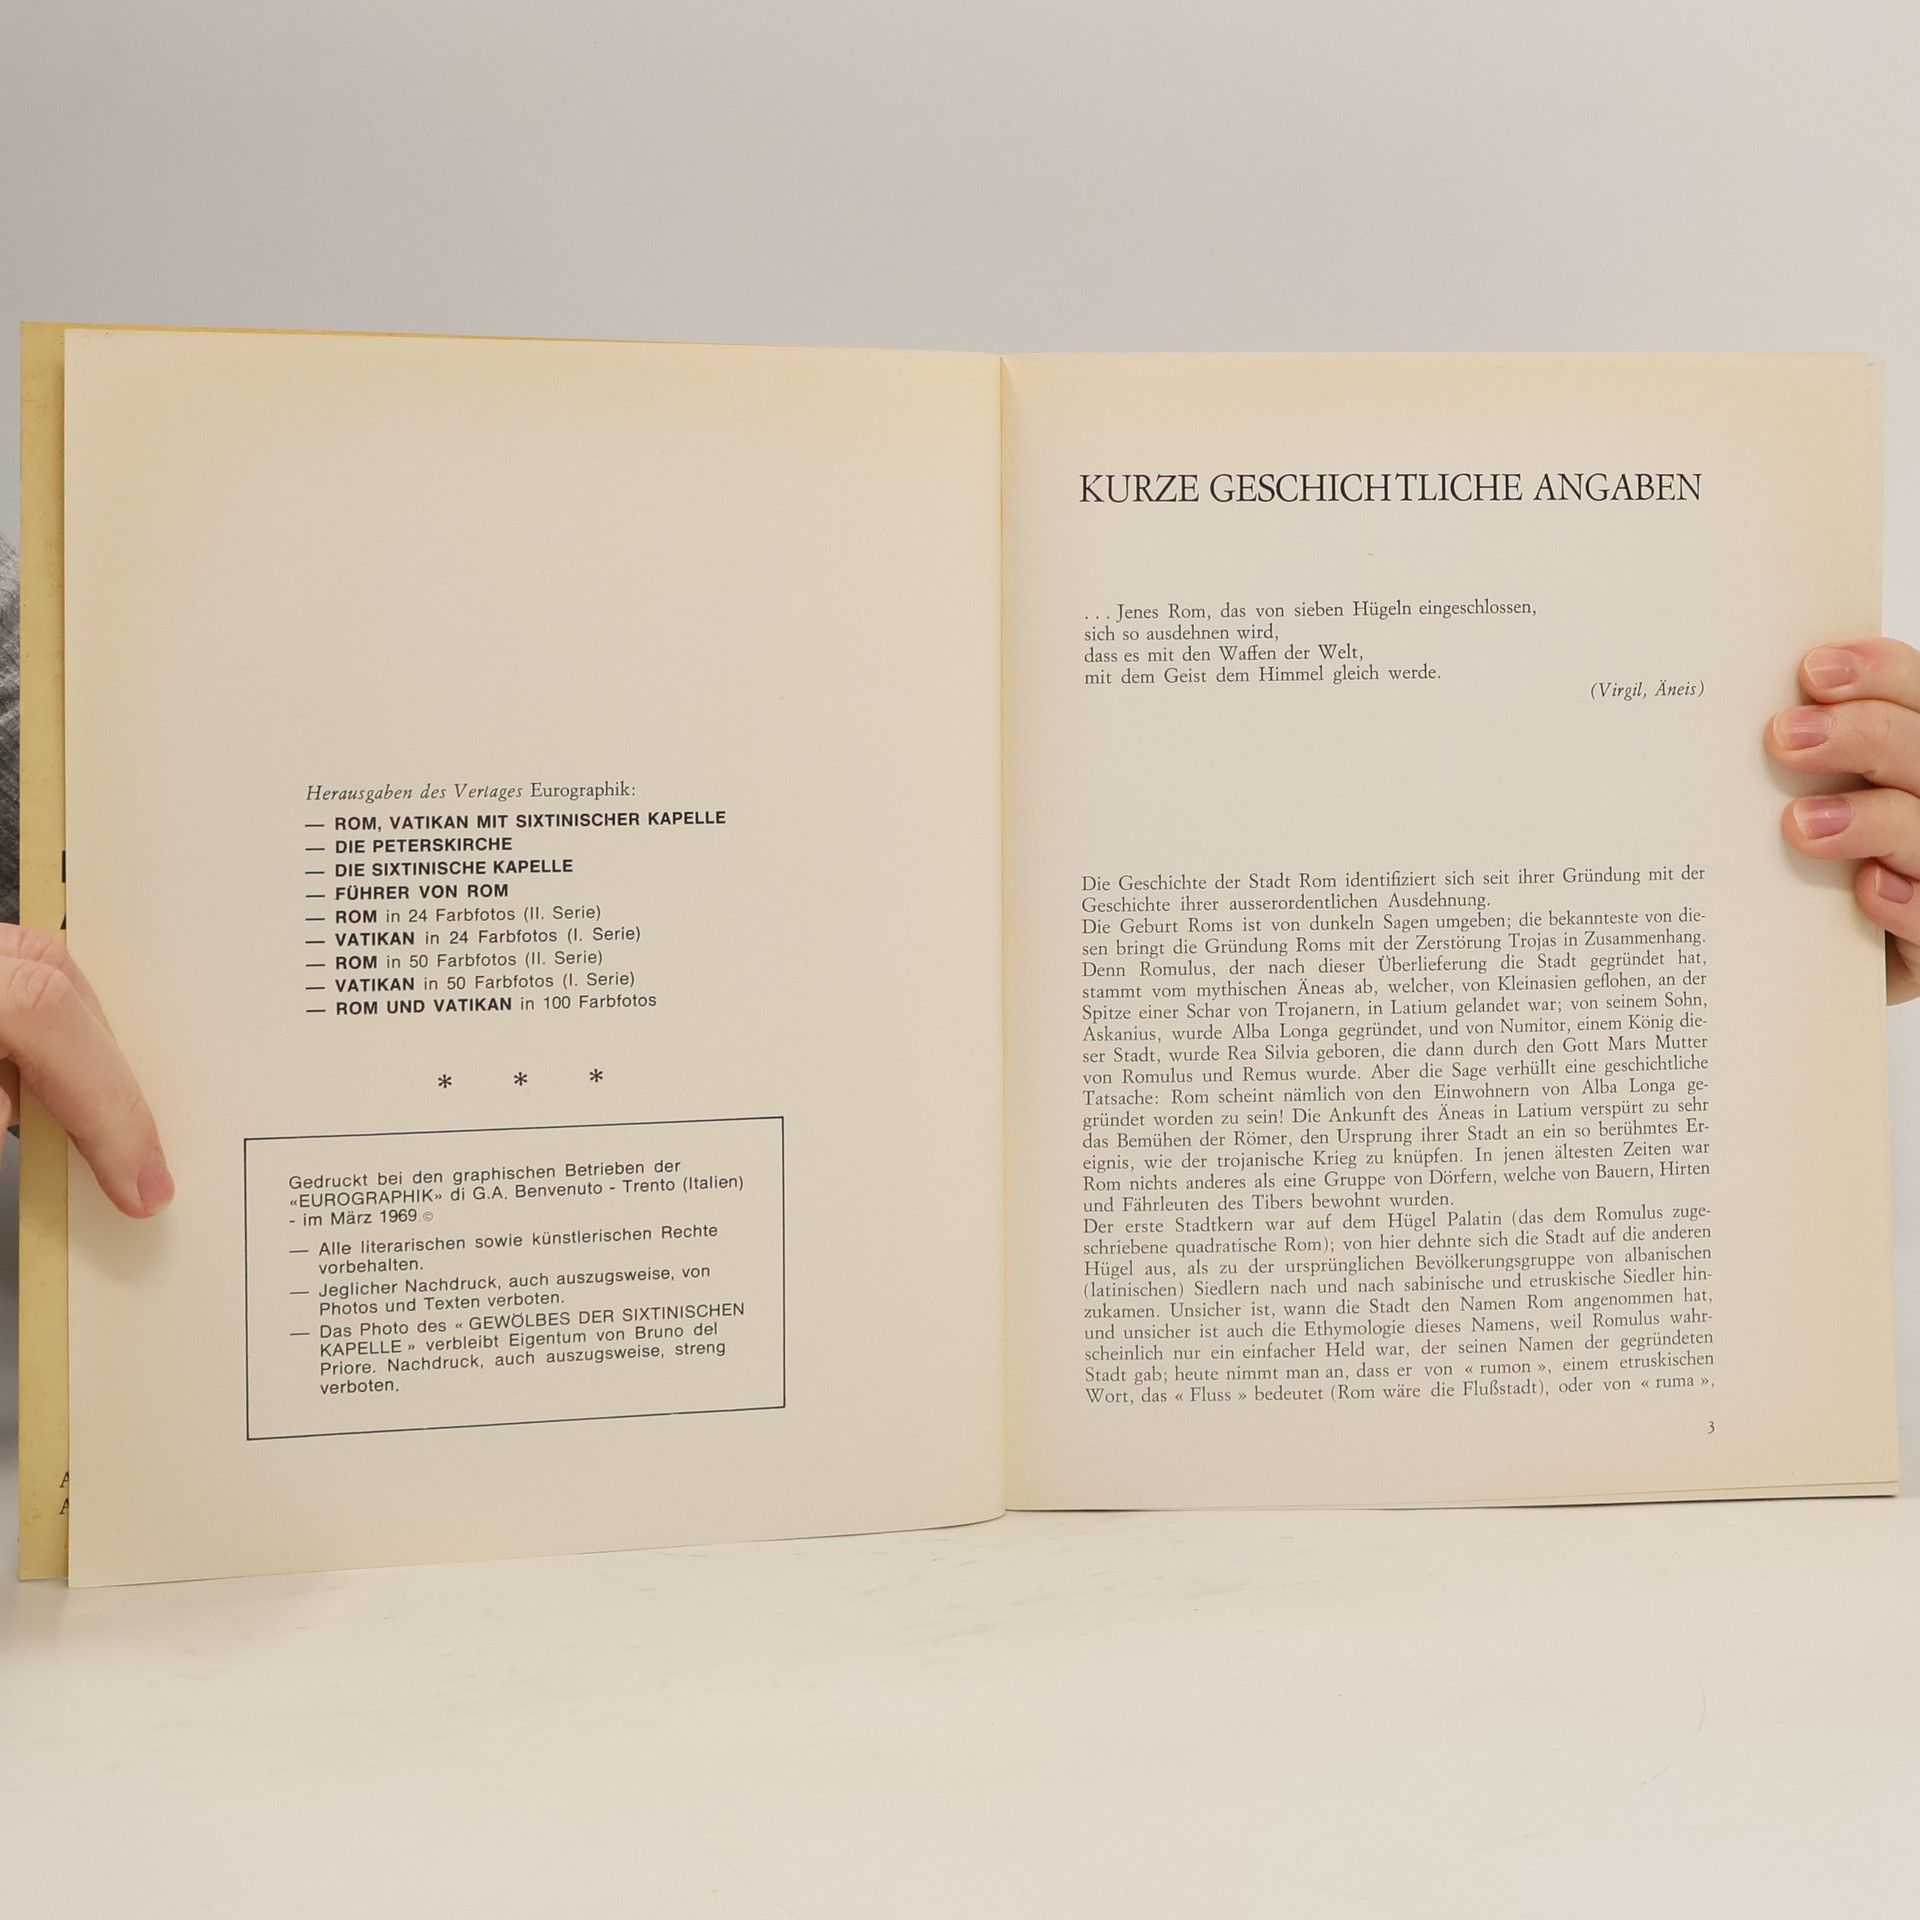 Herausgaben des Verlages Eurographik:
— ROM, VATIKAN MIT SIXTINISCHER KAPELLE
— DIE PETERSKIRCHE
— DIE SIXTINISCHE KAPELLE
— FÜHRER VON ROM
— ROM in 24 Farbfotos (II. Serie)
— VATIKAN in 24 Farbfotos (I. Serie)
— ROM in 50 Farbfotos (II. Serie)
— VATIKAN in 50 Farbfotos (I. Serie)
— ROM UND VATIKAN in 100 Farbfotos
* * *
Gedruckt bei den graphischen Betrieben der
«EUROGRAPHIK» di G.A. Benvenuto - Trento (Italien)
- im März 1969 ©
— Alle literarischen sowie künstlerischen Rechte
vorbehalten.
— Jeglicher Nachdruck, auch auszugsweise, von
Photos und Texten verboten.
— Das Photo des « GEWÖLBES DER SIXTINISCHEN
KAPELLE » verbleibt Eigentum von Bruno del
Priore. Nachdruck, auch auszugsweise, streng
verboten.
KURZE GESCHICHTLICHE ANGABEN
. . . Jenes Rom, das von sieben Hügeln eingeschlossen,
sich so ausdehnen wird,
dass es mit den Waffen der Welt,
mit dem Geist dem Himmel gleich werde.
(Virgil, Äneis)
Die Geschichte der Stadt Rom identifiziert sich seit ihrer Gründung mit der
Geschichte ihrer ausserordentlichen Ausdehnung.
Die Geburt Roms ist von dunkeln Sagen umgeben; die bekannteste von die-
sen bringt die Gründung Roms mit der Zerstörung Trojas in Zusammenhang.
Denn Romulus, der nach dieser Überlieferung die Stadt gegründet hat,
stammt vom mythischen Äneas ab, welcher, von Kleinasien geflohen, an der
Spitze einer Schar von Trojanern, in Latium gelandet war; von seinem Sohn,
Askanius, wurde Alba Longa gegründet, und von Numitor, einem König die-
ser Stadt, wurde Rea Silvia geboren, die dann durch den Gott Mars Mutter
von Romulus und Remus wurde. Aber die Sage verhüllt eine geschichtliche
Tatsache: Rom scheint nämlich von den Einwohnern von Alba Longa ge-
gründet worden zu sein! Die Ankunft des Äneas in Latium verspürt zu sehr
das Bemühen der Römer, den Ursprung ihrer Stadt an ein so berühmtes Er-
eignis, wie der trojanische Krieg zu knüpfen. In jenen ältesten Zeiten war
Rom nichts anderes als eine Gruppe von Dörfern, welche von Bauern, Hirten
und Fährleuten des Tibers bewohnt wurden.
Der erste Stadtkern war auf dem Hügel Palatin (das dem Romulus zuge-
schriebene quadratische Rom); von hier dehnte sich die Stadt auf die anderen
Hügel aus, als zu der ursprünglichen Bevölkerungsgruppe von albanischen
(latinischen) Siedlern nach und nach sabinische und etruskische Siedler hin-
zukamen. Unsicher ist, wann die Stadt den Namen Rom angenommen hat,
und unsicher ist auch die Ethymologie dieses Namens, weil Romulus wahr-
scheinlich nur ein einfacher Held war, der seinen Namen der gegründeten
Stadt gab; heute nimmt man an, dass er von « rumon », einem etruskischen
Wort, das « Fluss » bedeutet (Rom wäre die Flußstadt), oder von « ruma »,
3